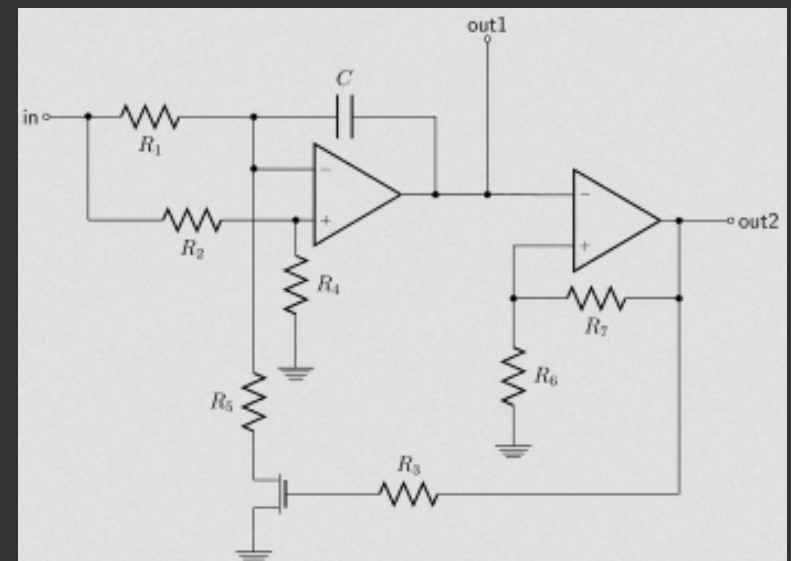 out1
C
in
R₁
−
−
out2
+
+
R₂
R₄
R₇
R₆
R₅
R₃